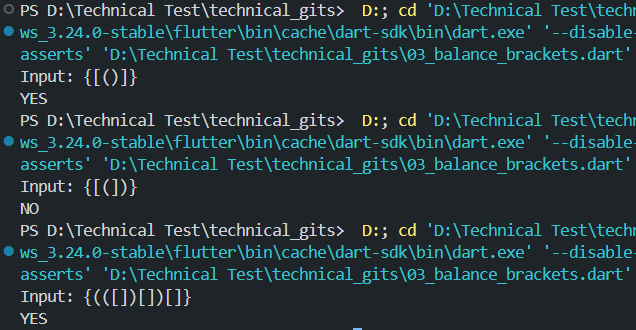 PS D:\Technical Test\technical_gits>  D:; cd 'D:\Technical Test\techn
ws_3.24.0-stable\flutter\bin\cache\dart-sdk\bin\dart.exe' '--disable-
asserts' 'D:\Technical Test\technical_gits\03_balance_brackets.dart'
Input: {[()]}
YES
PS D:\Technical Test\technical_gits>  D:; cd 'D:\Technical Test\techn
ws_3.24.0-stable\flutter\bin\cache\dart-sdk\bin\dart.exe' '--disable-
asserts' 'D:\Technical Test\technical_gits\03_balance_brackets.dart'
Input: {[(])}
NO
PS D:\Technical Test\technical_gits>  D:; cd 'D:\Technical Test\techn
ws_3.24.0-stable\flutter\bin\cache\dart-sdk\bin\dart.exe' '--disable-
asserts' 'D:\Technical Test\technical_gits\03_balance_brackets.dart'
Input: {(([])[])[]}
YES